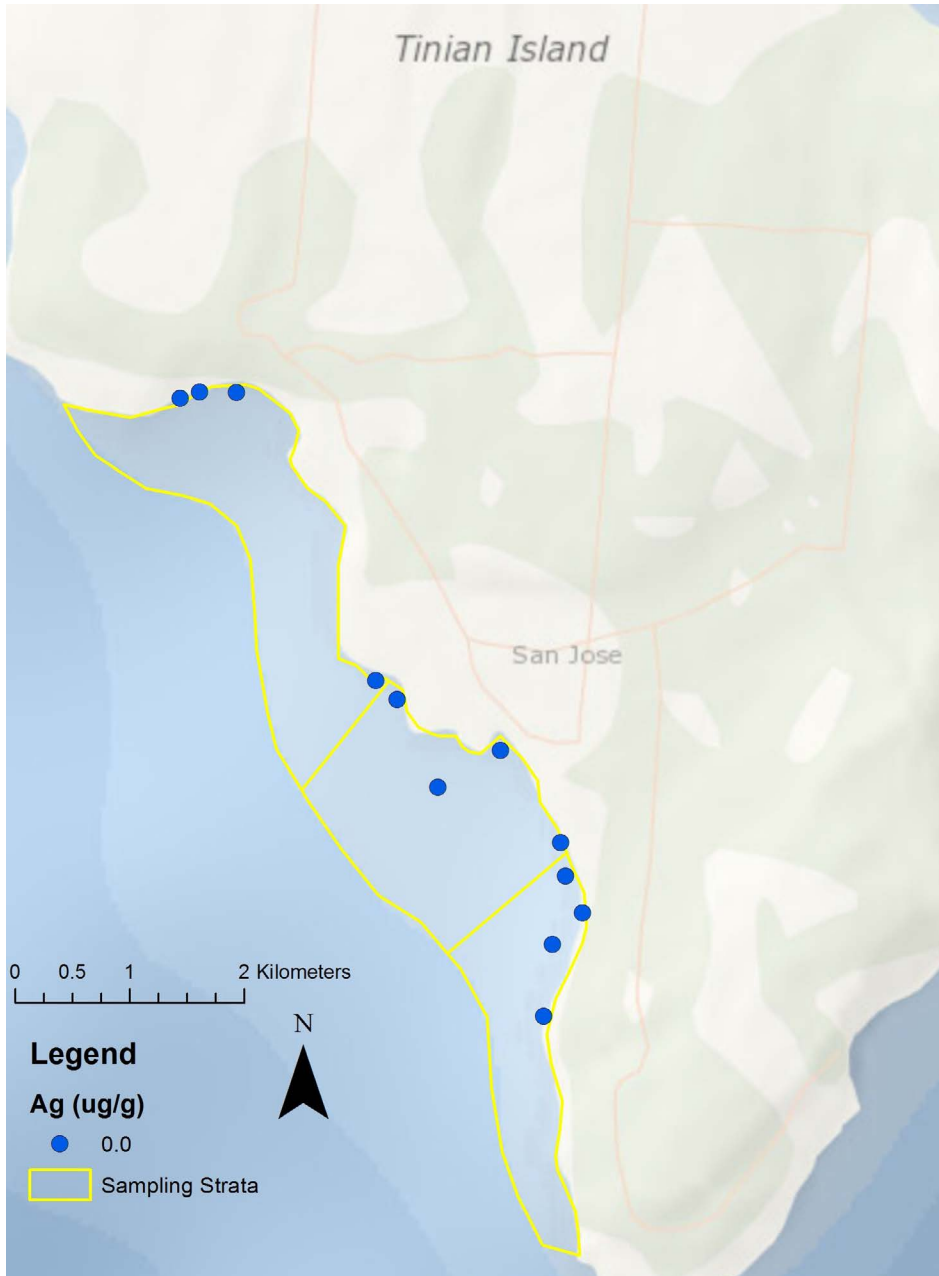 Tinian Island
San Jose
0 0.5 1 2 Kilometers
N
Legend
Ag (ug/g)
0.0
Sampling Strata